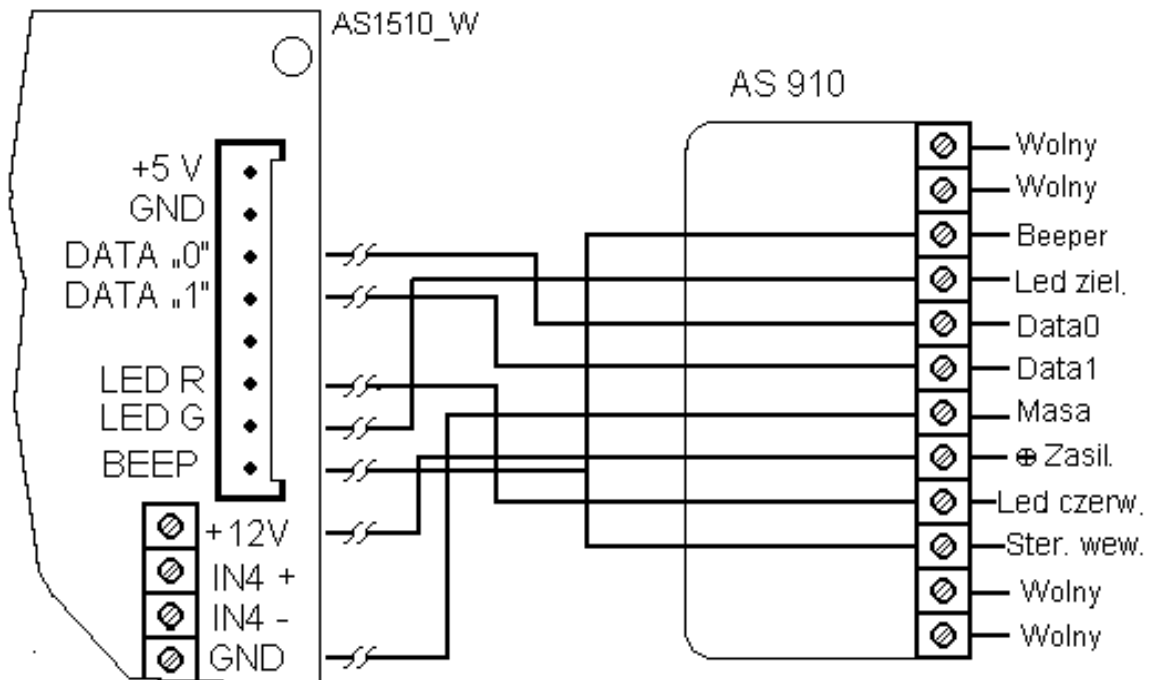 AS1510_W
AS 910
+5 V
GND
DATA „0"
DATA „1"
LED R
LED G
BEEP
+12V
IN4 +
IN4 -
GND
Wolny
Wolny
Beeper
Led ziel.
Data0
Data1
Masa
⊕ Zasil.
Led czerw.
Ster. wew.
Wolny
Wolny